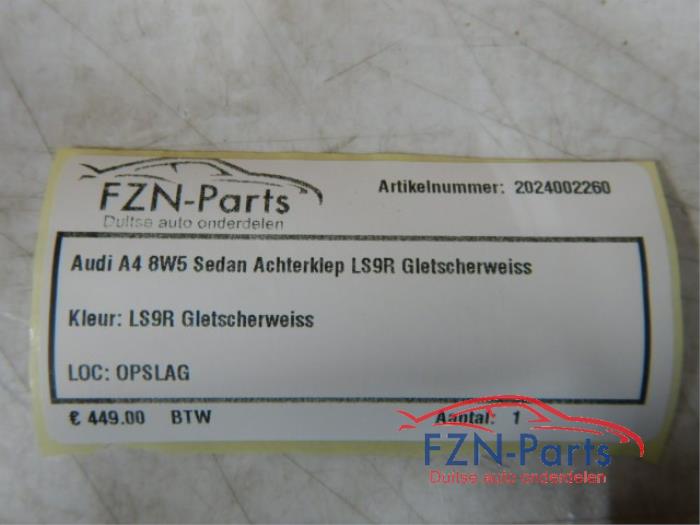 FZN-Parts
Duitse auto onderdelen
Artikelnummer: 2024002260
Audi A4 8W5 Sedan Achterklep LS9R Gletscherweiss
Kleur: LS9R Gletscherweiss
LOC: OPSLAG
€ 449.00 BTW
Aantal: 1
FZN-Parts
Duitse auto onderdelen